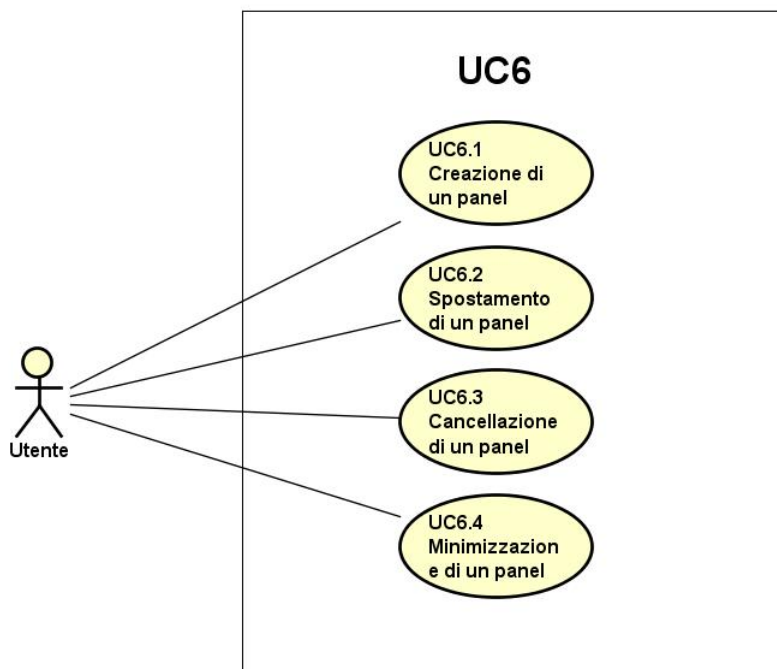 UC6
UC6.1
Creazione di
un panel
UC6.2
Spostamento
di un panel
UC6.3
Cancellazione
di un panel
UC6.4
Minimizzazion
e di un panel
Utente